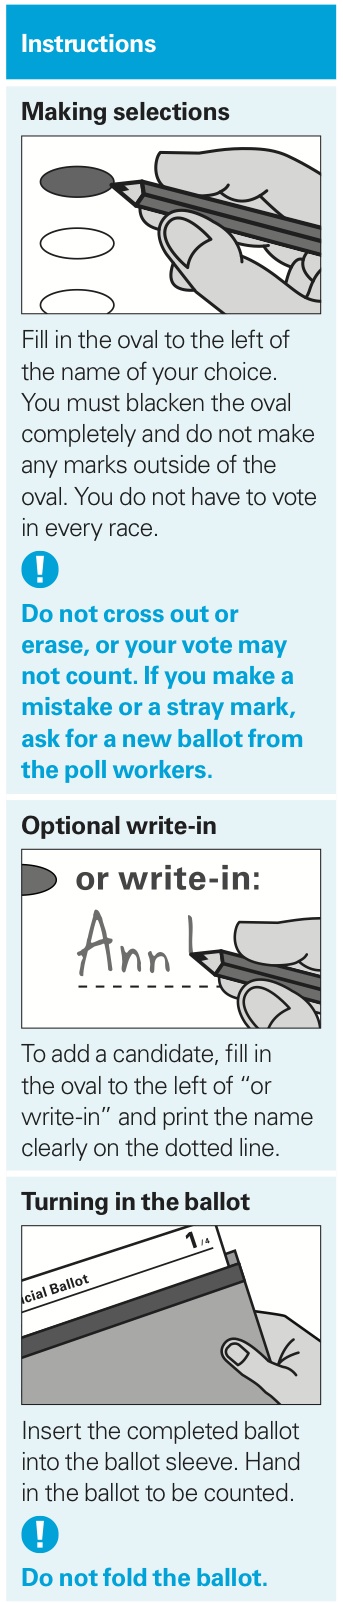 Instructions
Making selections
Fill in the oval to the left of
the name of your choice.
You must blacken the oval
completely and do not make
any marks outside of the
oval. You do not have to vote
in every race.
!
Do not cross out or
erase, or your vote may
not count. If you make a
mistake or a stray mark,
ask for a new ballot from
the poll workers.
Optional write-in
or write-in:
Ann
To add a candidate, fill in
the oval to the left of “or
write-in” and print the name
clearly on the dotted line.
Turning in the ballot
1/4
cial Ballot
Insert the completed ballot
into the ballot sleeve. Hand
in the ballot to be counted.
!
Do not fold the ballot.